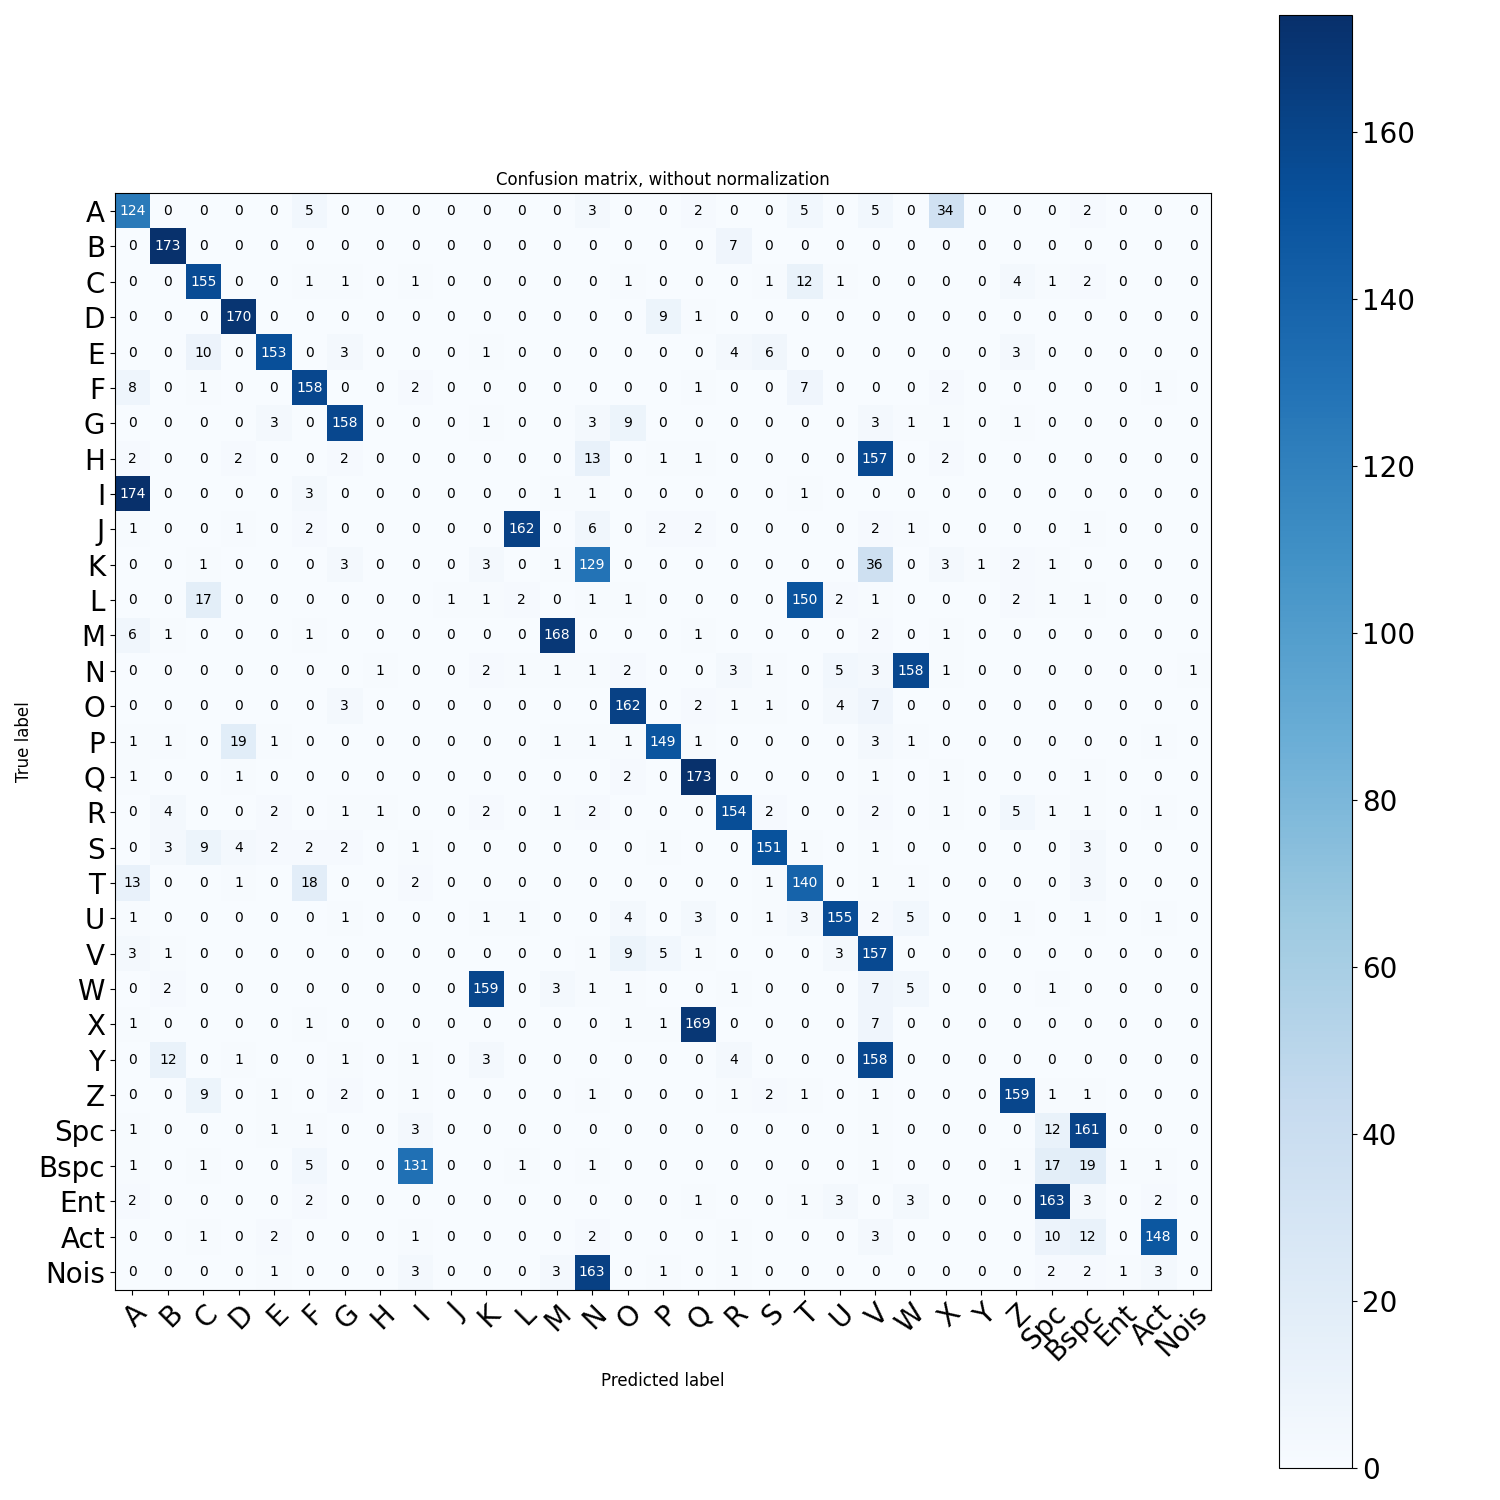 Confusion matrix, without normalization
A 124 0 0 0 0 5 0 0 0 0 0 0 0 3 0 0 2 0 0 5 0 5 0 34 0 0 0 2 0 0 0
B 0 173 0 0 0 0 0 0 0 0 0 0 0 0 0 0 0 7 0 0 0 0 0 0 0 0 0 0 0 0 0
C 0 0 155 0 0 1 1 0 1 0 0 0 0 0 1 0 0 0 1 12 1 0 0 0 0 4 1 2 0 0 0
D 0 0 0 170 0 0 0 0 0 0 0 0 0 0 0 9 1 0 0 0 0 0 0 0 0 0 0 0 0 0 0
E 0 0 10 0 153 0 3 0 0 0 1 0 0 0 0 0 0 4 6 0 0 0 0 0 0 3 0 0 0 0 0
F 8 0 1 0 0 158 0 0 2 0 0 0 0 0 0 0 1 0 0 7 0 0 0 2 0 0 0 0 0 1 0
G 0 0 0 0 3 0 158 0 0 0 1 0 0 3 9 0 0 0 0 0 0 3 1 1 0 1 0 0 0 0 0
H 2 0 0 2 0 0 2 0 0 0 0 0 0 13 0 1 1 0 0 0 0 157 0 2 0 0 0 0 0 0 0
I 174 0 0 0 0 3 0 0 0 0 0 0 1 1 0 0 0 0 0 1 0 0 0 0 0 0 0 0 0 0 0
J 1 0 0 1 0 2 0 0 0 0 0 162 0 6 0 2 2 0 0 0 0 2 1 0 0 0 0 1 0 0 0
K 0 0 1 0 0 0 3 0 0 0 3 0 1 129 0 0 0 0 0 0 0 36 0 3 1 2 1 0 0 0 0
L 0 0 17 0 0 0 0 0 0 1 1 2 0 1 1 0 0 0 0 150 2 1 0 0 0 2 1 1 0 0 0
M 6 1 0 0 0 1 0 0 0 0 0 0 168 0 0 0 1 0 0 0 0 2 0 1 0 0 0 0 0 0 0
N 0 0 0 0 0 0 0 1 0 0 2 1 1 1 2 0 0 3 1 0 5 3 158 1 0 0 0 0 0 0 1
O 0 0 0 0 0 0 3 0 0 0 0 0 0 0 162 0 2 1 1 0 4 7 0 0 0 0 0 0 0 0 0
P 1 1 0 19 1 0 0 0 0 0 0 0 1 1 1 149 1 0 0 0 0 3 1 0 0 0 0 0 0 1 0
Q 1 0 0 1 0 0 0 0 0 0 0 0 0 0 2 0 173 0 0 0 0 1 0 1 0 0 0 1 0 0 0
R 0 4 0 0 2 0 1 1 0 0 2 0 1 2 0 0 0 154 2 0 0 2 0 1 0 5 1 1 0 1 0
S 0 3 9 4 2 2 2 0 1 0 0 0 0 0 0 1 0 0 151 1 0 1 0 0 0 0 0 3 0 0 0
T 13 0 0 1 0 18 0 0 2 0 0 0 0 0 0 0 0 0 1 140 0 1 1 0 0 0 0 3 0 0 0
U 1 0 0 0 0 0 1 0 0 0 1 1 0 0 4 0 3 0 1 3 155 2 5 0 0 1 0 1 0 1 0
V 3 1 0 0 0 0 0 0 0 0 0 0 0 1 9 5 1 0 0 0 3 157 0 0 0 0 0 0 0 0 0
W 0 2 0 0 0 0 0 0 0 0 159 0 3 1 1 0 0 1 0 0 0 7 5 0 0 0 1 0 0 0 0
X 1 0 0 0 0 1 0 0 0 0 0 0 0 0 1 1 169 0 0 0 0 7 0 0 0 0 0 0 0 0 0
Y 0 12 0 1 0 0 1 0 1 0 3 0 0 0 0 0 0 4 0 0 0 158 0 0 0 0 0 0 0 0 0
Z 0 0 9 0 1 0 2 0 1 0 0 0 0 1 0 0 0 1 2 1 0 1 0 0 0 159 1 1 0 0 0
Spc 1 0 0 0 1 1 0 0 3 0 0 0 0 0 0 0 0 0 0 0 0 1 0 0 0 0 12 161 0 0 0
Bspc 1 0 1 0 0 5 0 0 131 0 0 1 0 1 0 0 0 0 0 0 0 1 0 0 0 1 17 19 1 1 0
Ent 2 0 0 0 0 2 0 0 0 0 0 0 0 0 0 0 1 0 0 1 3 0 3 0 0 0 163 3 0 2 0
Act 0 0 1 0 2 0 0 0 1 0 0 0 0 2 0 0 0 1 0 0 0 3 0 0 0 0 10 12 0 148 0
Nois 0 0 0 0 1 0 0 0 3 0 0 0 3 163 0 1 0 1 0 0 0 0 0 0 0 0 2 2 1 3 0
A B C D E F G H I J K L M N O P Q R S T U V W X Y Z Spc Bspc Ent Act Nois
Predicted label
True label
160
140
120
100
80
60
40
20
0